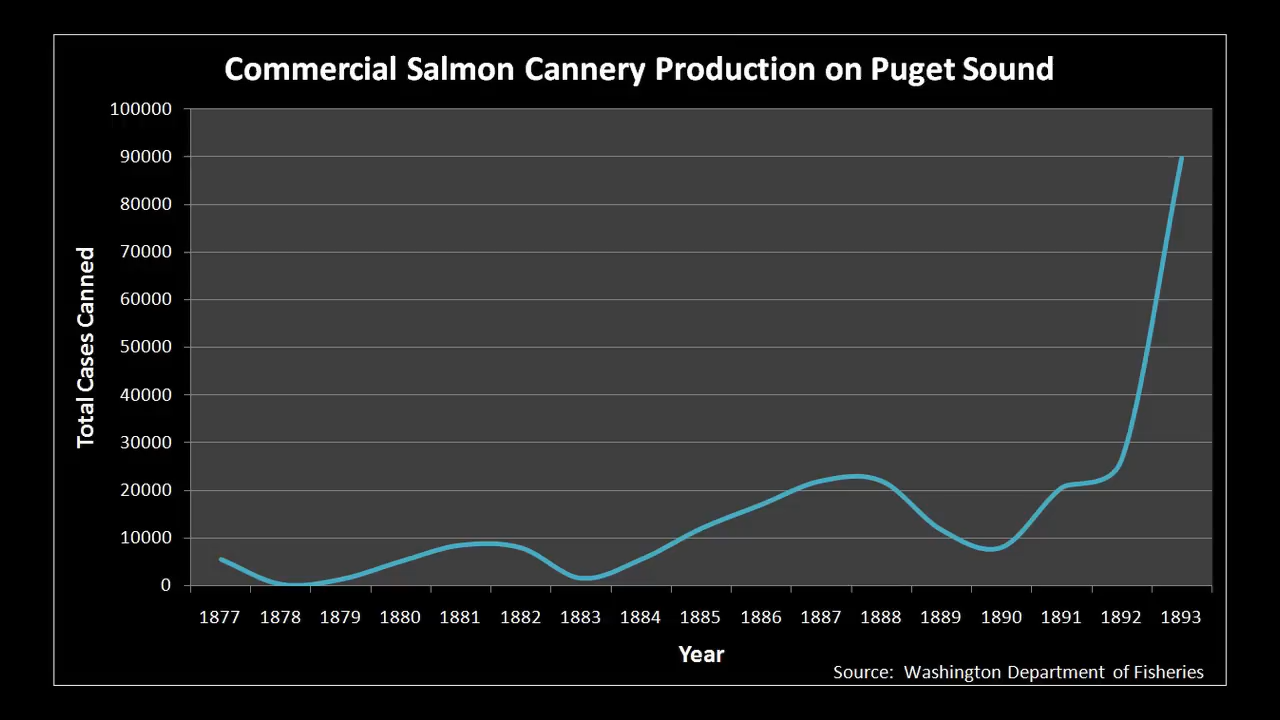 Commercial Salmon Cannery Production on Puget Sound
Total Cases Canned
100000
90000
80000
70000
60000
50000
40000
30000
20000
10000
0
1877 1878 1879 1880 1881 1882 1883 1884 1885 1886 1887 1888 1889 1890 1891 1892 1893
Year
Source: Washington Department of Fisheries